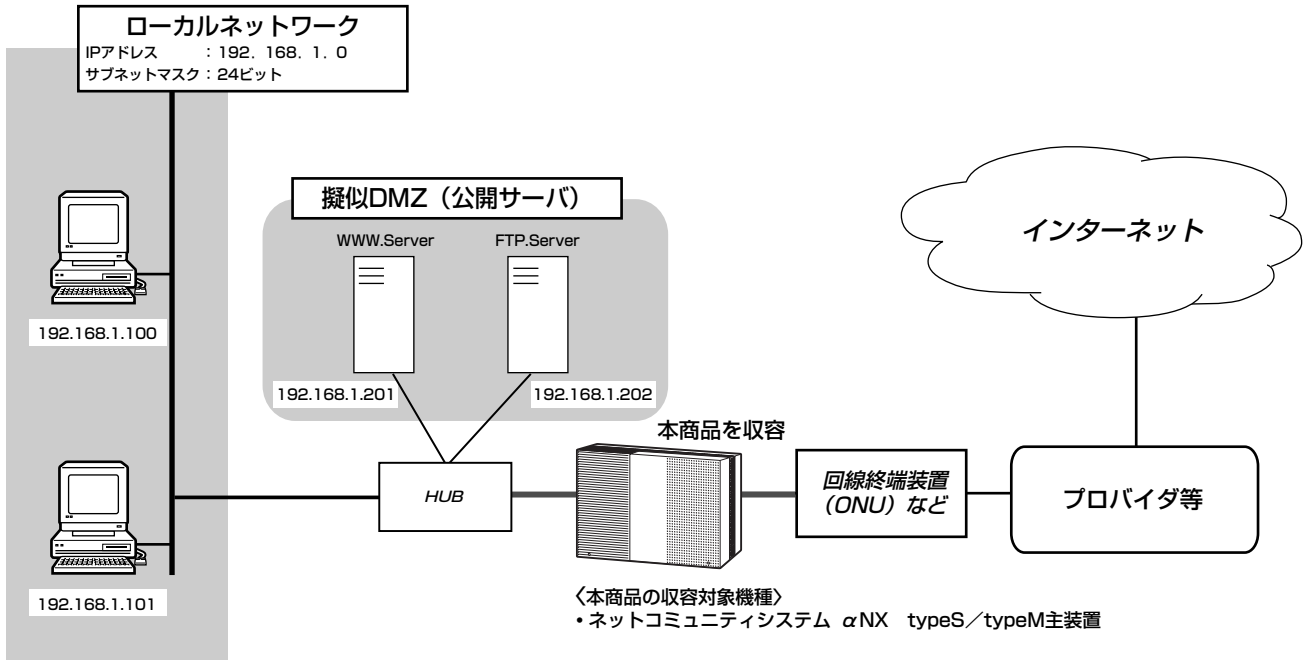 ローカルネットワーク
IPアドレス　　：192. 168. 1. 0
サブネットマスク：24ビット
192.168.1.100
192.168.1.101
擬似DMZ（公開サーバ）
WWW.Server　FTP.Server
192.168.1.201　192.168.1.202
HUB
本商品を収容
回線終端装置
（ONU）など
プロバイダ等
インターネット
〈本商品の収容対象機種〉
・ネットコミュニティシステム αNX　typeS／typeM主装置